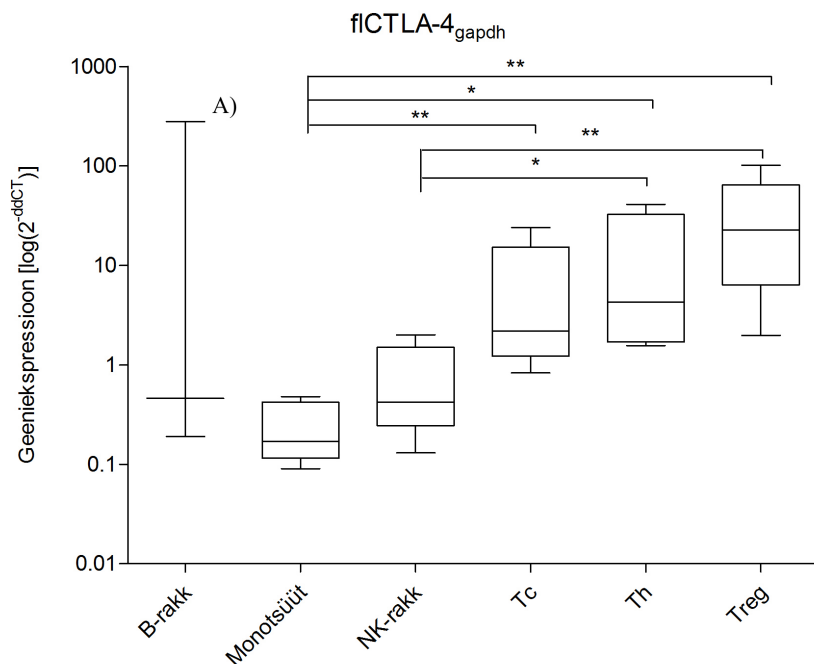 flCTLA-4gapdh
A)
**
*
**
**
*
Geeniekspressioon [log(2-ddCT)]
1000
100
10
1
0.1
0.01
B-rakk
Monotsüüt
NK-rakk
Tc
Th
Treg